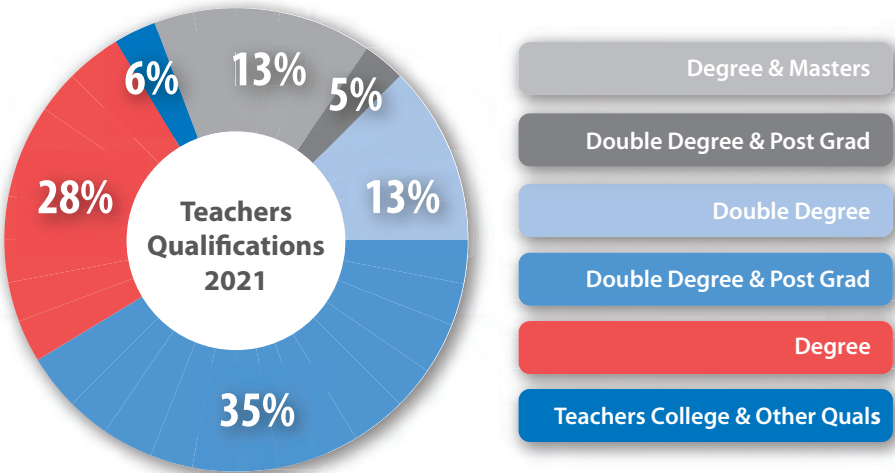 6%
13%
5%
28%
13%
Teachers
Qualifications
2021
35%
Degree & Masters
Double Degree & Post Grad
Double Degree
Double Degree & Post Grad
Degree
Teachers College & Other Quals